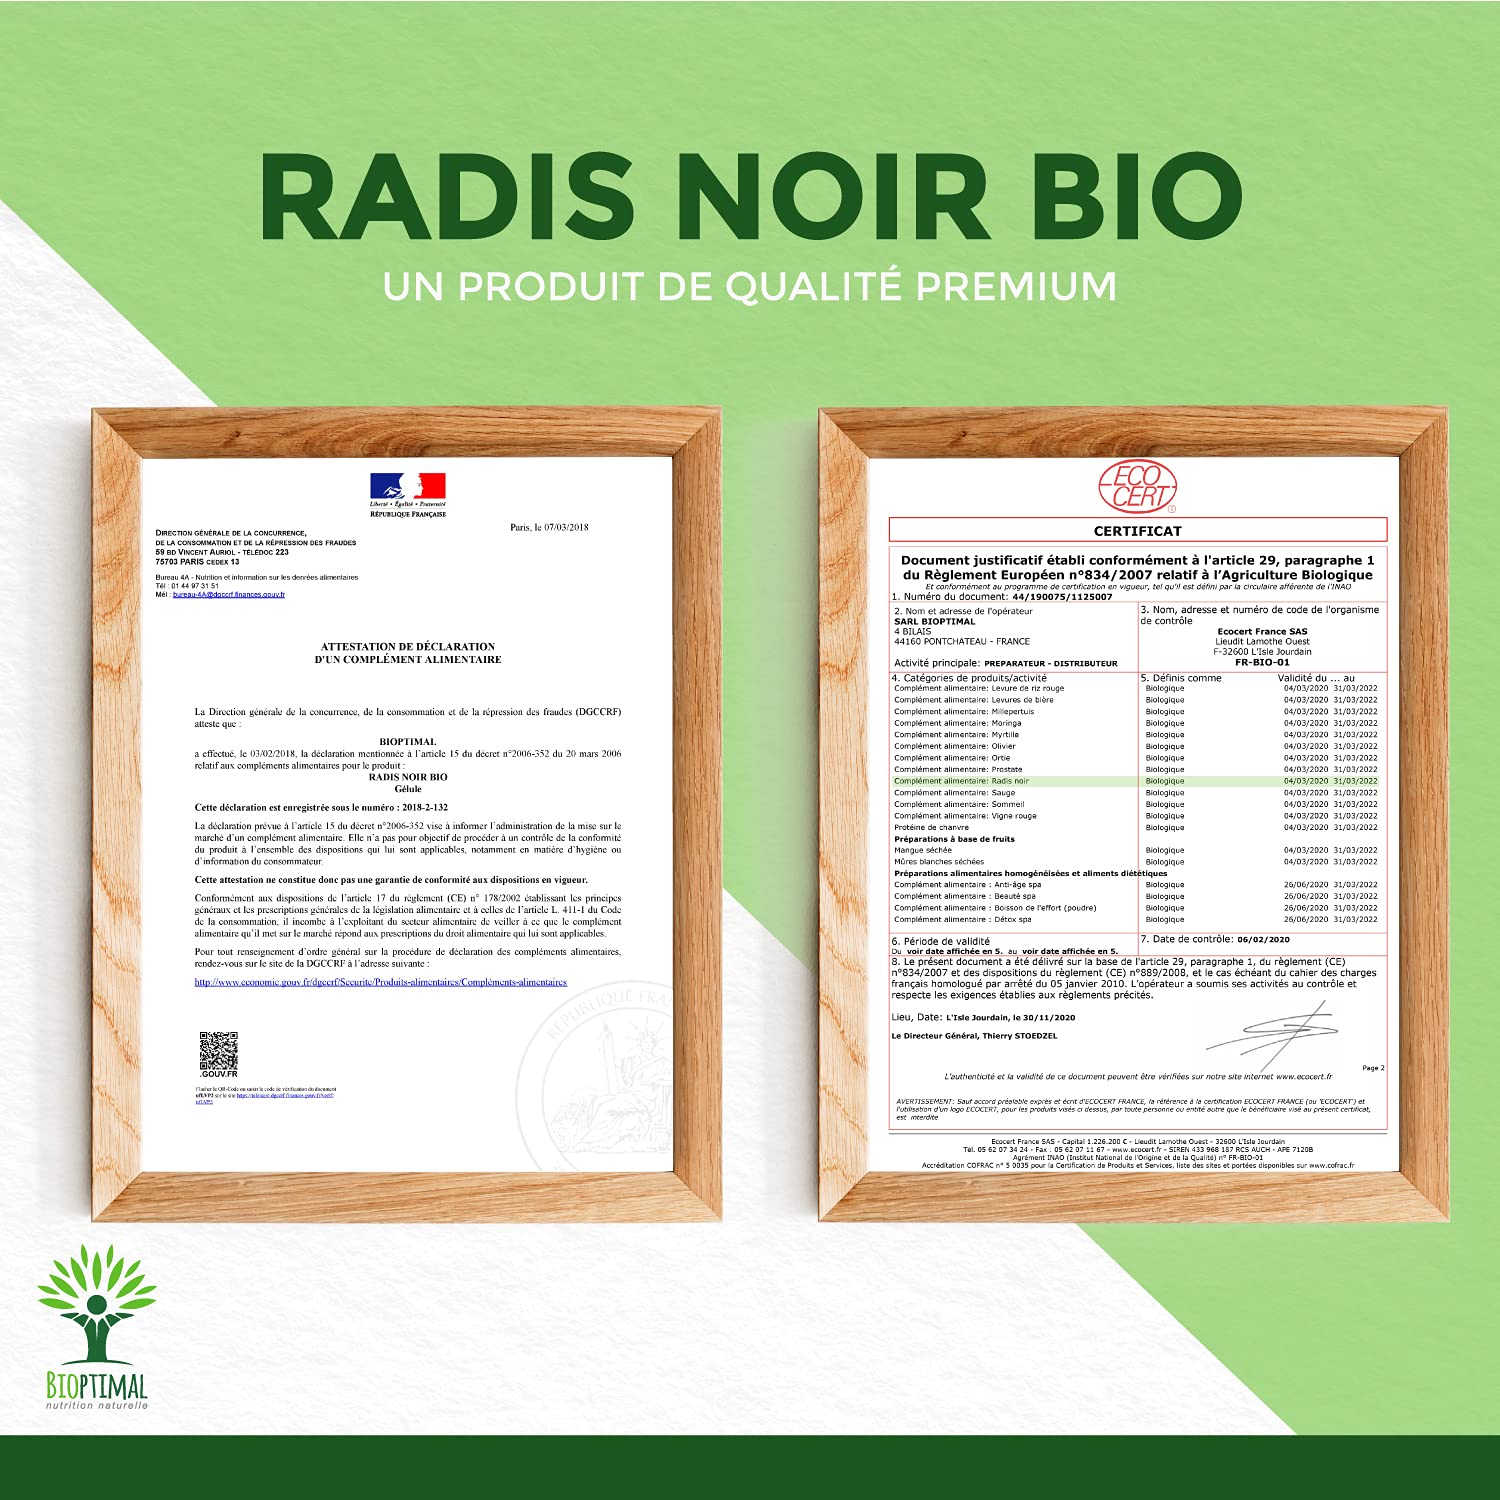 RADIS NOIR BIO
UN PRODUIT DE QUALITÉ PREMIUM
Liberté • Égalité • Fraternité
RÉPUBLIQUE FRANÇAISE
Paris, le 07/03/2018
DIRECTION GÉNÉRALE DE LA CONCURRENCE,
DE LA CONSOMMATION ET DE LA RÉPRESSION DES FRAUDES
59 BD VINCENT AURIOL - TÉLÉDOC 223
75703 PARIS CEDEX 13
Bureau 4A - Nutrition et information sur les denrées alimentaires
Tél : 01 44 97 31 51
Mél : bureau-4A@dgccrf.finances.gouv.fr
ATTESTATION DE DÉCLARATION
D'UN COMPLÉMENT ALIMENTAIRE
La Direction générale de la concurrence, de la consommation et de la répression des fraudes (DGCCRF)
atteste que :
BIOPTIMAL
a effectué, le 03/02/2018, la déclaration mentionnée à l'article 15 du décret n°2006-352 du 20 mars 2006
relatif aux compléments alimentaires pour le produit :
RADIS NOIR BIO
Gélule
Cette déclaration est enregistrée sous le numéro : 2018-2-132
La déclaration prévue à l'article 15 du décret n°2006-352 vise à informer l'administration de la mise sur le
marché d'un complément alimentaire. Elle n'a pas pour objectif de procéder à un contrôle de la conformité
du produit à l'ensemble des dispositions qui lui sont applicables, notamment en matière d'hygiène ou
d'information du consommateur.
Cette attestation ne constitue donc pas une garantie de conformité aux dispositions en vigueur.
Conformément aux dispositions de l'article 17 du règlement (CE) n° 178/2002 établissant les principes
généraux et les prescriptions générales de la législation alimentaire et à celles de l'article L. 411-1 du Code
de la consommation, il incombe à l'exploitant du secteur alimentaire de veiller à ce que le complément
alimentaire qu'il met sur le marché répond aux prescriptions du droit alimentaire qui lui sont applicables.
Pour tout renseignement d'ordre général sur la procédure de déclaration des compléments alimentaires,
rendez-vous sur le site de la DGCCRF à l'adresse suivante :
http://www.economie.gouv.fr/dgccrf/Securite/Produits-alimentaires/Complements-alimentaires
RÉPUBLIQUE FRA
.GOUV.FR
Flasher le QR-Code ou saisir le code de vérification du document
sur le site https://teleicare.dgccrf.finances.gouv.fr/verif/
ECO
CERT
CERTIFICAT
Document justificatif établi conformément à l'article 29, paragraphe 1
du Règlement Européen n°834/2007 relatif à l'Agriculture Biologique
Et conformément au programme de certification en vigueur, tel qu'il est défini par la circulaire afférente de l'INAO
1. Numéro du document: 44/190075/1125007
2. Nom et adresse de l'opérateur
SARL BIOPTIMAL
4 BILAIS
44160 PONTCHATEAU - FRANCE
Activité principale: PREPARATEUR - DISTRIBUTEUR
3. Nom, adresse et numéro de code de l'organisme
de contrôle
Ecocert France SAS
Lieudit Lamothe Ouest
F-32600 L'Isle Jourdain
FR-BIO-01
4. Catégories de produits/activité 5. Définis comme Validité du ... au
Complément alimentaire: Levure de riz rouge Biologique 04/03/2020 31/03/2022
Complément alimentaire: Levures de bière Biologique 04/03/2020 31/03/2022
Complément alimentaire: Millepertuis Biologique 04/03/2020 31/03/2022
Complément alimentaire: Moringa Biologique 04/03/2020 31/03/2022
Complément alimentaire: Myrtille Biologique 04/03/2020 31/03/2022
Complément alimentaire: Olivier Biologique 04/03/2020 31/03/2022
Complément alimentaire: Ortie Biologique 04/03/2020 31/03/2022
Complément alimentaire: Prostate Biologique 04/03/2020 31/03/2022
Complément alimentaire: Radis noir Biologique 04/03/2020 31/03/2022
Complément alimentaire: Sauge Biologique 04/03/2020 31/03/2022
Complément alimentaire: Sommeil Biologique 04/03/2020 31/03/2022
Complément alimentaire: Vigne rouge Biologique 04/03/2020 31/03/2022
Protéine de chanvre Biologique 04/03/2020 31/03/2022
Préparations à base de fruits
Mangue séchée Biologique 04/03/2020 31/03/2022
Mûres blanches séchées Biologique 04/03/2020 31/03/2022
Préparations alimentaires homogénéisées et aliments diététiques
Complément alimentaire : Anti-âge spa Biologique 26/06/2020 31/03/2022
Complément alimentaire : Beauté spa Biologique 26/06/2020 31/03/2022
Complément alimentaire : Boisson de l'effort (poudre) Biologique 26/06/2020 31/03/2022
Complément alimentaire : Détox spa Biologique 26/06/2020 31/03/2022
6. Période de validité
Du voir date affichée en 5. au voir date affichée en 5.
7. Date de contrôle: 06/02/2020
8. Le présent document a été délivré sur la base de l'article 29, paragraphe 1, du règlement (CE)
n°834/2007 et des dispositions du règlement (CE) n°889/2008, et le cas échéant du cahier des charges
français homologué par arrêté du 05 janvier 2010. L'opérateur a soumis ses activités au contrôle et
respecte les exigences établies aux règlements précités.
Lieu, Date: L'Isle Jourdain, le 30/11/2020
Le Directeur Général, Thierry STOEDZEL
Page 2
L'authenticité et la validité de ce document peuvent être vérifiées sur notre site internet www.ecocert.fr
AVERTISSEMENT: Sauf accord préalable exprès et écrit d'ECOCERT FRANCE, la référence à la certification ECOCERT FRANCE (ou 'ECOCERT') et
l'utilisation d'un logo ECOCERT, pour les produits visés ci dessus, par toute personne ou entité autre que le bénéficiaire visé au présent certificat,
est interdite
Ecocert France SAS - Capital 1.226.200 € - Lieudit Lamothe Ouest - 32600 L'Isle Jourdain
Tél. 05 62 07 34 24 - Fax : 05 62 07 11 67 - www.ecocert.fr - SIREN 433 968 187 RCS AUCH - APE 7120B
Agrément INAO (Institut National de l'Origine et de la Qualité) n° FR-BIO-01
Accréditation COFRAC n° 5 0035 pour la Certification de Produits et Services, liste des sites et portées disponibles sur www.cofrac.fr
BIOPTIMAL
nutrition naturelle